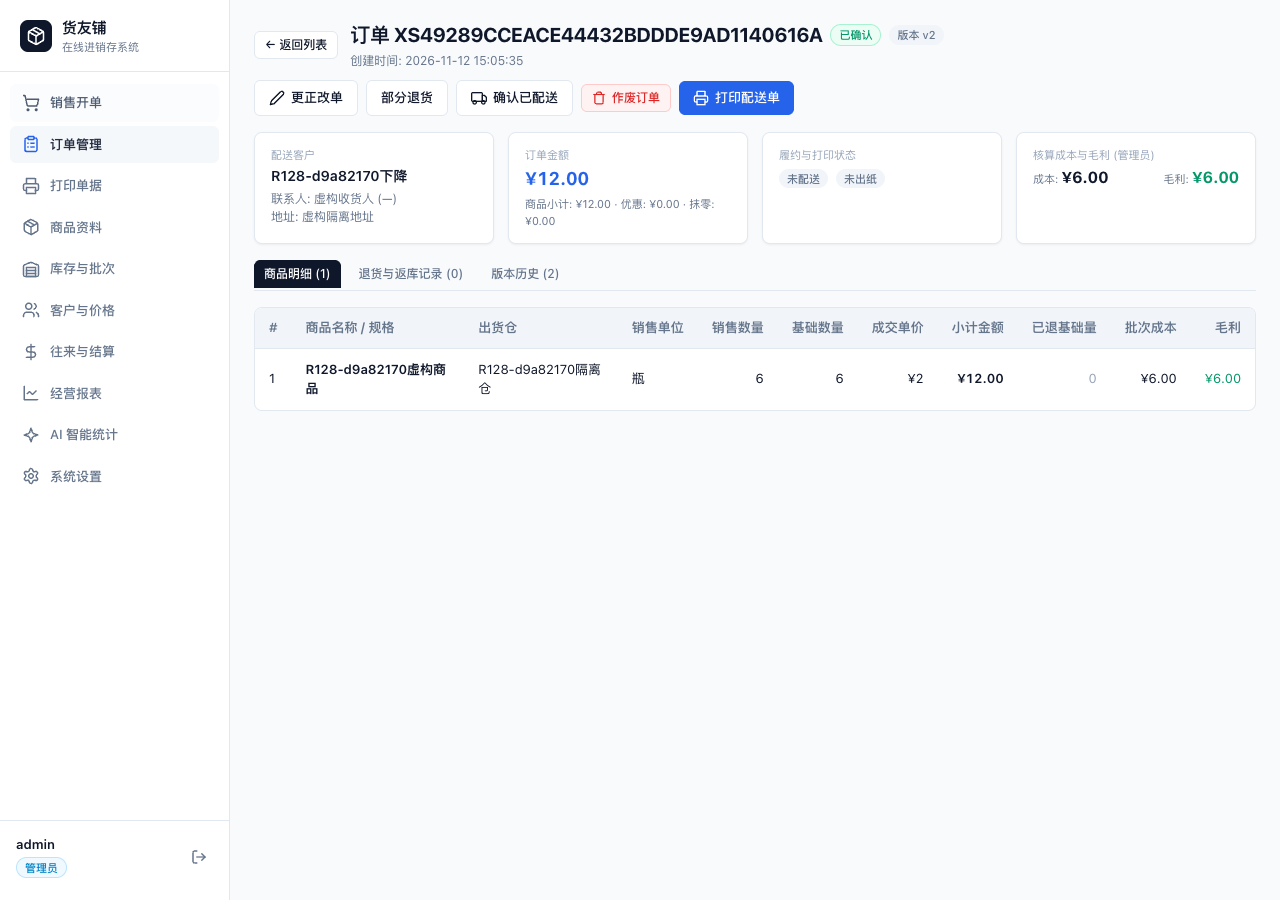 货友铺
在线进销存系统
销售开单
订单管理
打印单据
商品资料
库存与批次
客户与价格
往来与结算
经营报表
AI 智能统计
系统设置
admin
管理员
← 返回列表
订单 XS49289CCEACE44432BDDDE9AD1140616A 已确认 版本 v2
创建时间: 2026-11-12 15:05:35
更正改单 部分退货 确认已配送 作废订单 打印配送单
配送客户
R128-d9a82170下降
联系人: 虚构收货人 (—)
地址: 虚构隔离地址
订单金额
¥12.00
商品小计: ¥12.00 · 优惠: ¥0.00 · 抹零:
¥0.00
履约与打印状态
未配送 未出纸
核算成本与毛利 (管理员)
成本: ¥6.00 毛利: ¥6.00
商品明细 (1) 退货与返库记录 (0) 版本历史 (2)
# 商品名称 / 规格 出货仓 销售单位 销售数量 基础数量 成交单价 小计金额 已退基础量 批次成本 毛利
1 R128-d9a82170虚构商品 R128-d9a82170隔离仓 瓶 6 6 ¥2 ¥12.00 0 ¥6.00 ¥6.00